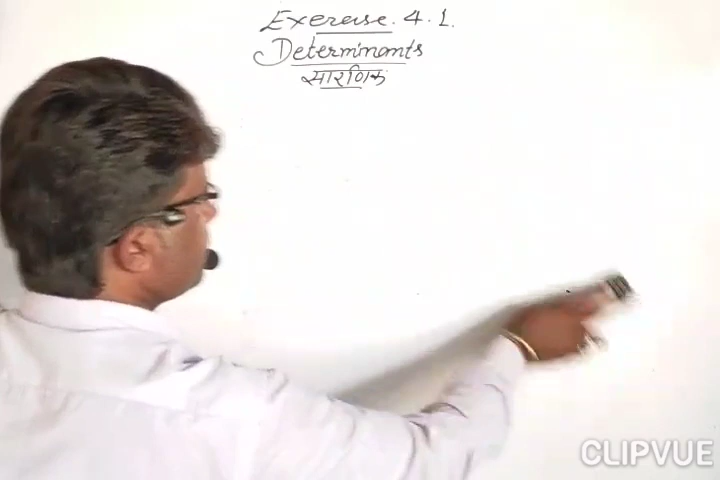 Exercise. 4. 1.
Determinants
सारणिक
CLIPVUE